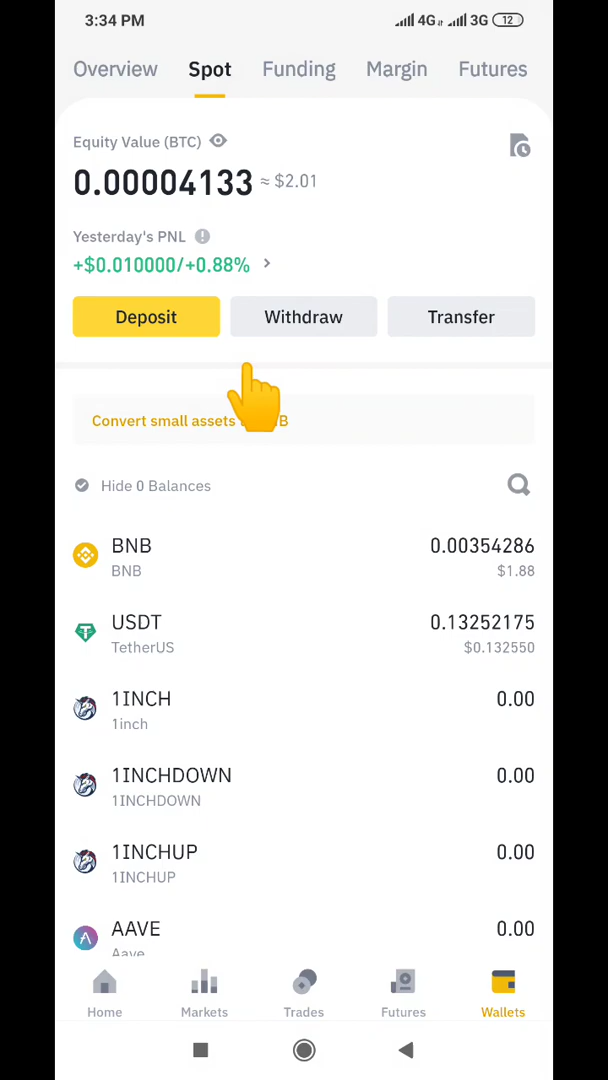 3:34 PM 4G 3G 12
Overview Spot Funding Margin Futures
Equity Value (BTC)
0.00004133 ≈ $2.01
Yesterday's PNL
+$0.010000/+0.88% >
Deposit Withdraw Transfer
Convert small assets B
Hide 0 Balances
BNB 0.00354286
BNB $1.88
USDT 0.13252175
TetherUS $0.132550
1INCH 0.00
1inch
1INCHDOWN 0.00
1INCHDOWN
1INCHUP 0.00
1INCHUP
AAVE 0.00
Aave
Home Markets Trades Futures Wallets